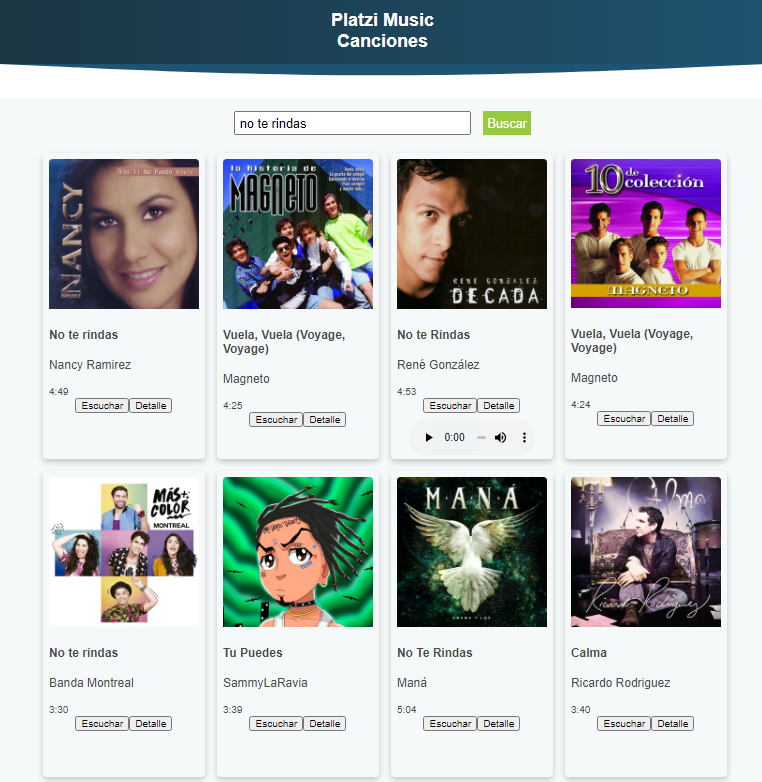 Platzi Music
Canciones
no te rindas
Buscar
Sin Ti No Puedo Vivir
NANCY
RAMIREZ
la historia de
MAGNETO
RENE GONZALEZ
DECADA
10 de
colección
MAGNETO
No te rindas
Nancy Ramirez
4:49
Escuchar Detalle
Vuela, Vuela (Voyage,
Voyage)
Magneto
4:25
Escuchar Detalle
No te Rindas
René González
4:53
Escuchar Detalle
0:00
Vuela, Vuela (Voyage,
Voyage)
Magneto
4:24
Escuchar Detalle
MÁS+
COLOR
MONTREAL
MANÁ
Calma
Ricardo Rodriguez
No te rindas
Banda Montreal
3:30
Escuchar Detalle
Tu Puedes
SammyLaRavia
3:39
Escuchar Detalle
No Te Rindas
Maná
5:04
Escuchar Detalle
Calma
Ricardo Rodriguez
3:40
Escuchar Detalle